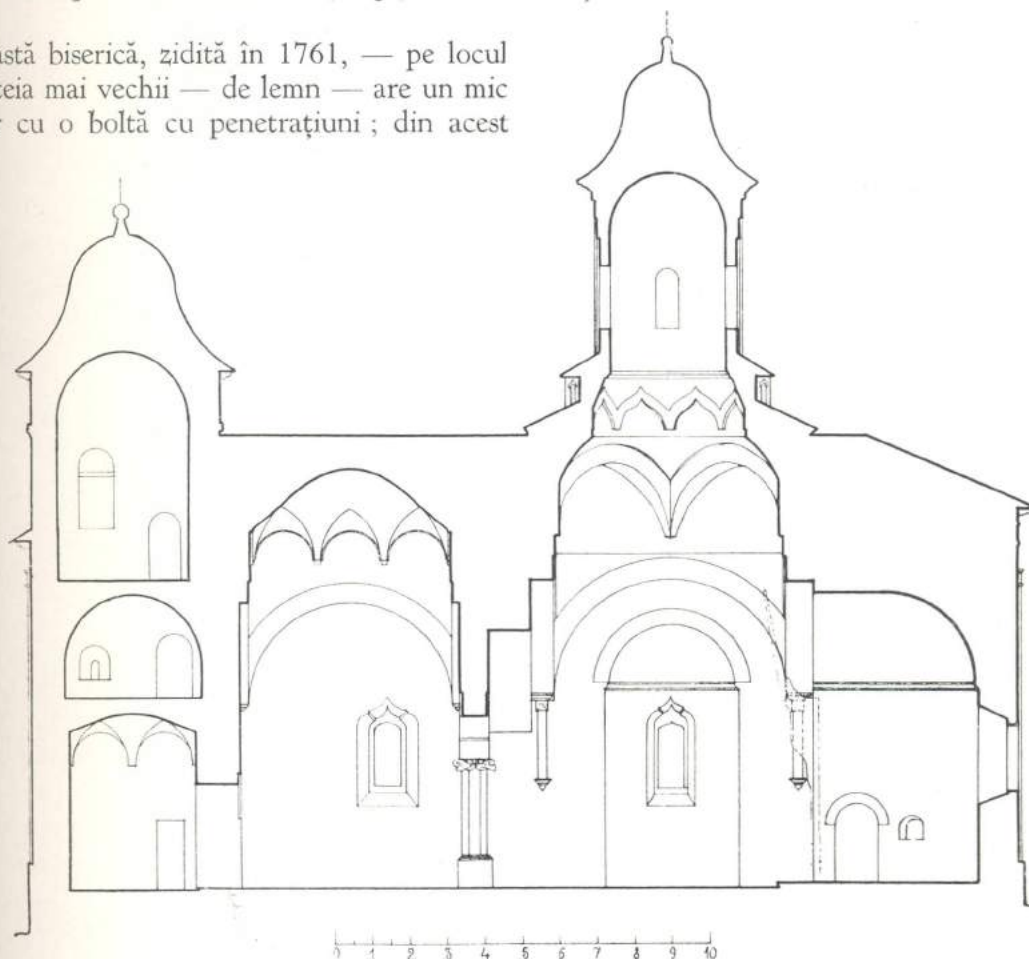 astă biserică, zidită în 1761, — pe locul
eia mai vechii — de lemn — are un mic
cu o boltă cu penetrațiuni ; din acest
0 1 2 3 4 5 6 7 8 9 10